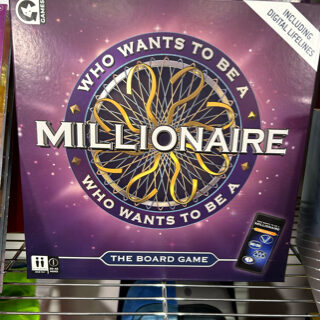 GAMES
INCLUDING
DIGITAL LIFELINES
WHO WANTS TO BE A
MILLIONAIRE
WHO WANTS TO BE A
THE BOARD GAME